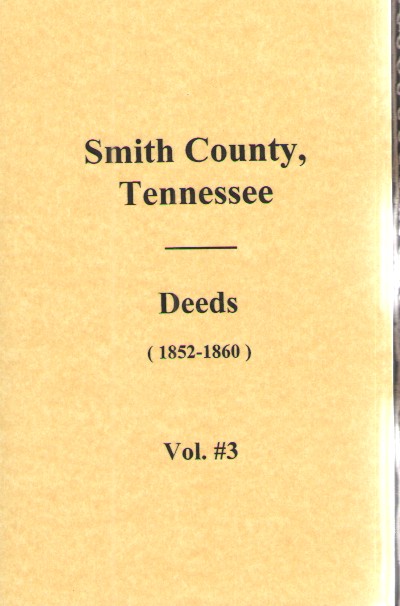 Smith County,
Tennessee
Deeds
( 1852-1860 )
Vol. #3